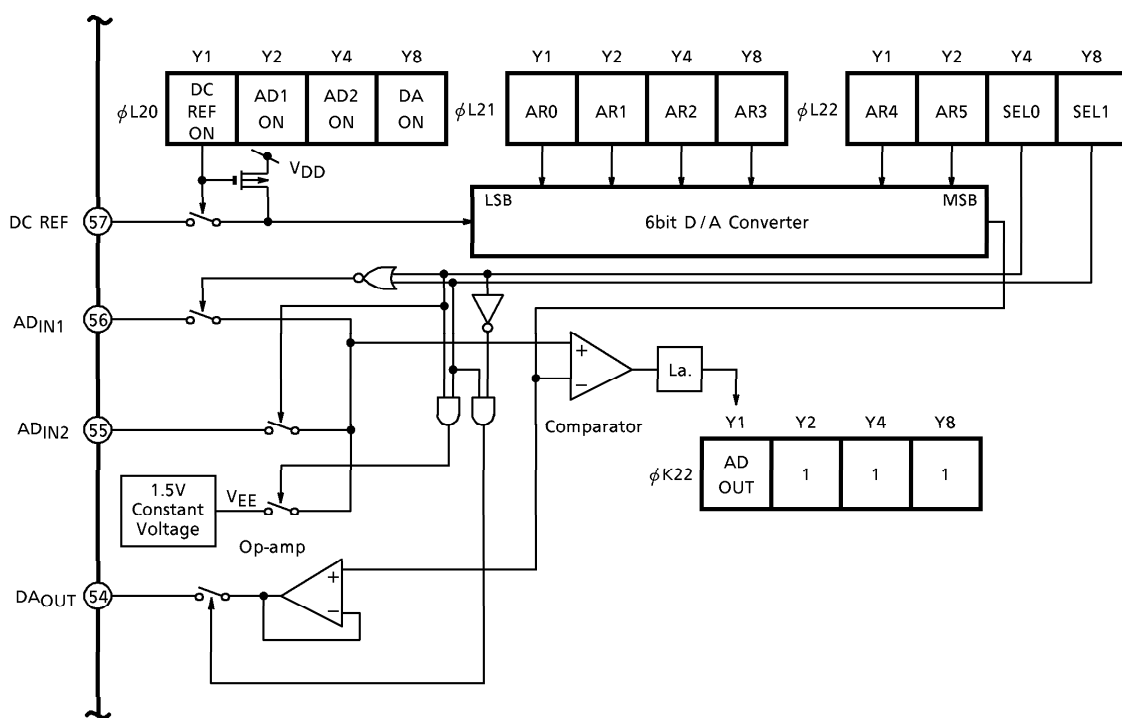 Y1 Y2 Y4 Y8 Y1 Y2 Y4 Y8 Y1 Y2 Y4 Y8
ϕL20 DC REF ON AD1 ON AD2 ON DA ON ϕL21 AR0 AR1 AR2 AR3 ϕL22 AR4 AR5 SEL0 SEL1
VDD
DC REF 57 LSB 6bit D/A Converter MSB
ADIN1 56
+
− La.
ADIN2 55 Comparator Y1 Y2 Y4 Y8
ϕK22 AD OUT 1 1 1
1.5V Constant Voltage VEE
Op-amp
DAOUT 54 +
−